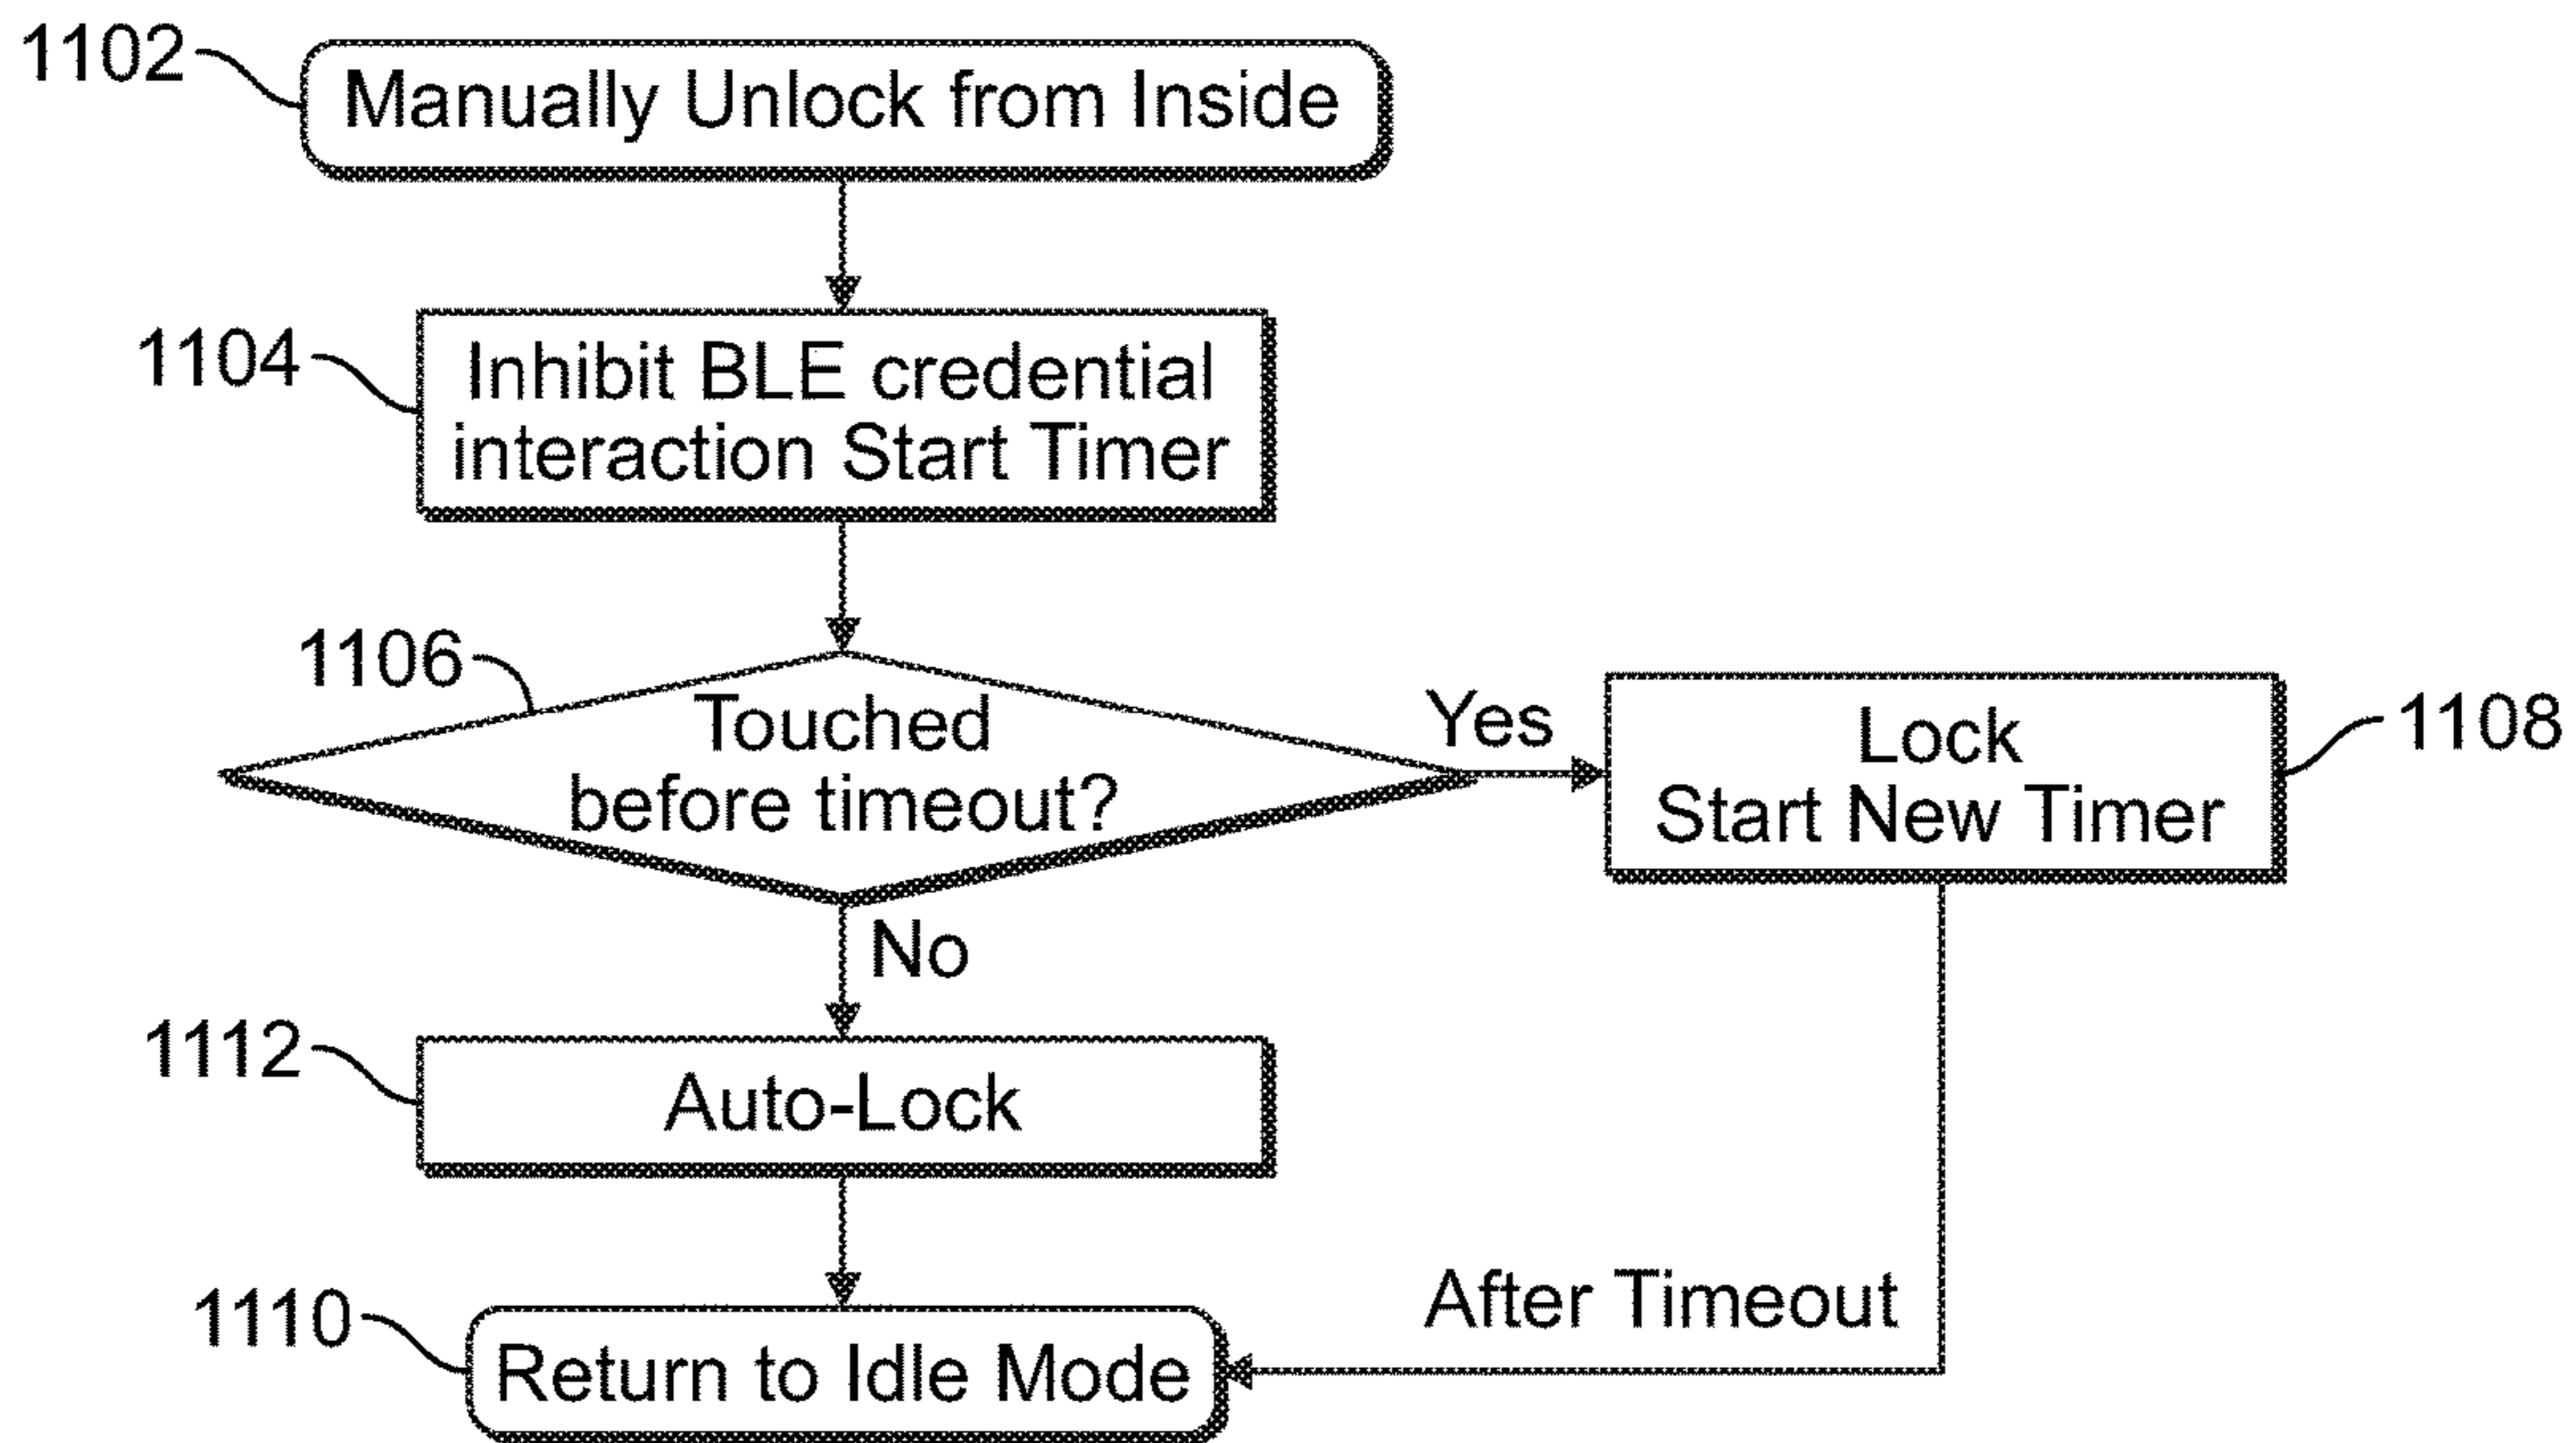 1102
Manually Unlock from Inside
1104
Inhibit BLE credential
interaction Start Timer
1106
Touched
before timeout?
Yes
Lock
Start New Timer
1108
No
1112
Auto-Lock
After Timeout
1110
Return to Idle Mode